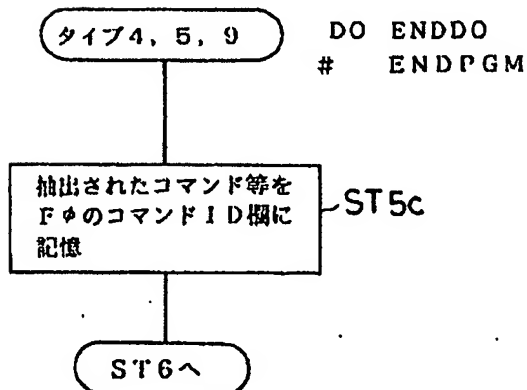 タイプ4, 5, 9
DO ENDDO
# ENDPGM
抽出されたコマンド等を
FφのコマンドID欄に
記憶
ST5c
ST6へ